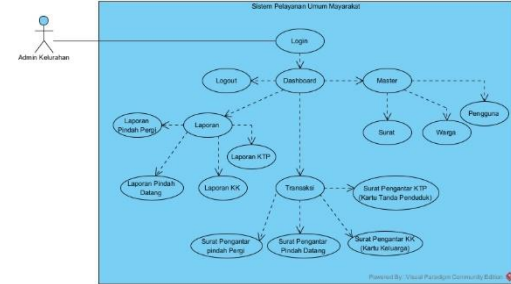 Sistem Pelayanan Umum Mayarakat
Admin Kelurahan
Login
Logout
Dashboard
Master
Laporan
Pindah Pergi
Laporan
Laporan KTP
Surat
Warga
Pengguna
Laporan Pindah
Datang
Laporan KK
Transaksi
Surat Pengantar KTP
(Kartu Tanda Penduduk)
Surat Pengantar
pindah Pergi
Surat Pengantar
Pindah Datang
Surat Pengantar KK
(Kartu Keluarga)
Powered By: Visual Paradigm Community Edition